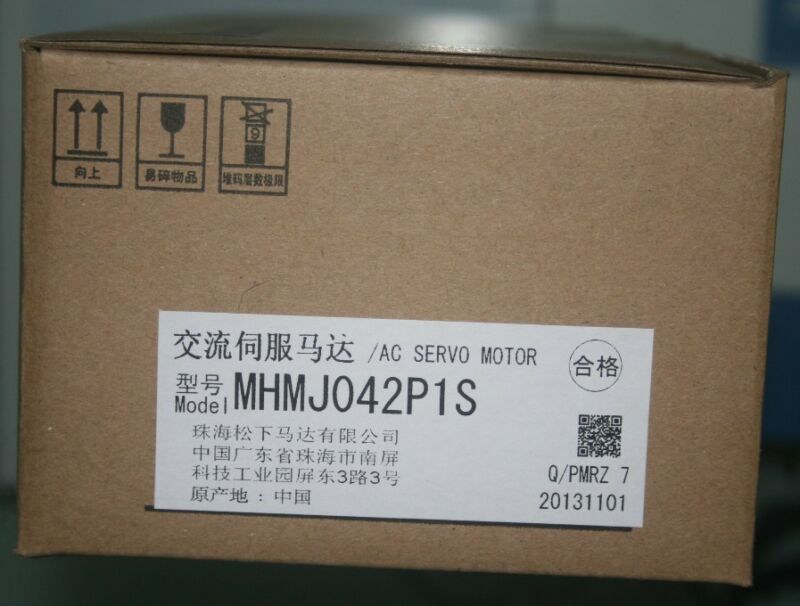 向上
易碎物品
6
堆码层数极限
交流伺服马达 /AC SERVO MOTOR
合格
型号
Model MHMJ042P1S
珠海松下马达有限公司
中国广东省珠海市南屏
科技工业园屏东3路3号
原产地：中国
Q/PMRZ 7
20131101